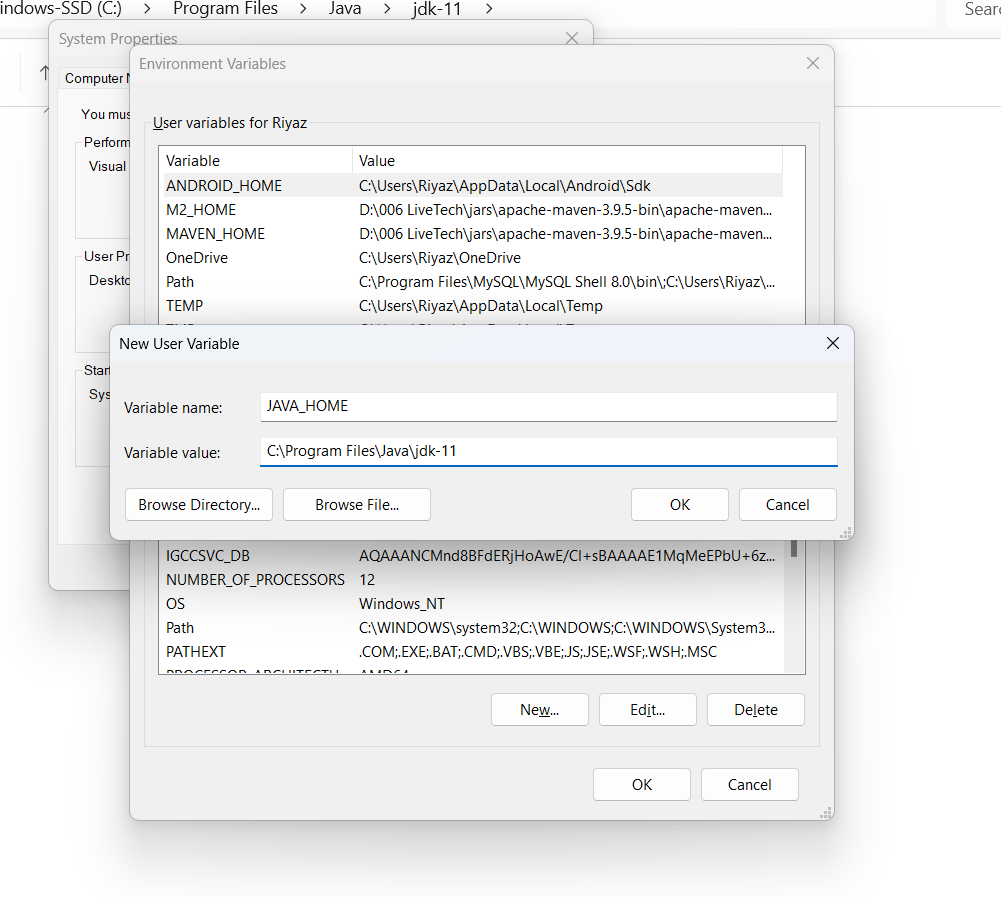 indows-SSD (C:) > Program Files > Java > jdk-11 >
Sear
System Properties
Environment Variables
Computer N
You mus
Perform
Visual
User Pr
Deskto
Start
Sys
User variables for Riyaz
Variable Value
ANDROID_HOME C:\Users\Riyaz\AppData\Local\Android\Sdk
M2_HOME D:\006 LiveTech\jars\apache-maven-3.9.5-bin\apache-maven...
MAVEN_HOME D:\006 LiveTech\jars\apache-maven-3.9.5-bin\apache-maven...
OneDrive C:\Users\Riyaz\OneDrive
Path C:\Program Files\MySQL\MySQL Shell 8.0\bin\;C:\Users\Riyaz\...
TEMP C:\Users\Riyaz\AppData\Local\Temp
New User Variable
Variable name: JAVA_HOME
Variable value: C:\Program Files\Java\jdk-11
Browse Directory... Browse File... OK Cancel
IGCCSVC_DB AQAAANCMnd8BFdERjHoAwE/Cl+sBAAAAE1MqMeEPbU+6z...
NUMBER_OF_PROCESSORS 12
OS Windows_NT
Path C:\WINDOWS\system32;C:\WINDOWS;C:\WINDOWS\System3...
PATHEXT .COM;.EXE;.BAT;.CMD;.VBS;.VBE;.JS;.JSE;.WSF;.WSH;.MSC
PROCESSOR_ARCHITECTU AMD64
New... Edit... Delete
OK Cancel